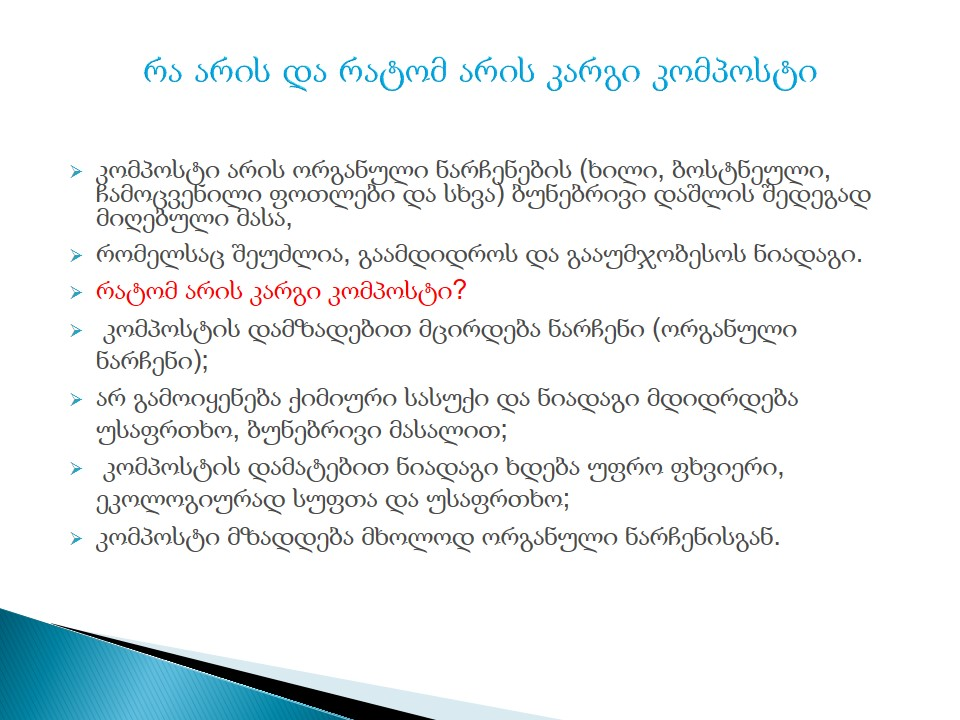 რა არის და რატომ არის კარგი კომპოსტი
კომპოსტი არის ორგანული ნარჩენების (ხილი, ბოსტნეული,
ჩამოცვენილი ფოთლები და სხვა) ბუნებრივი დაშლის შედეგად
მიღებული მასა,
რომელსაც შეუძლია, გაამდიდროს და გააუმჯობესოს ნიადაგი.
რატომ არის კარგი კომპოსტი?
კომპოსტის დამზადებით მცირდება ნარჩენი (ორგანული
ნარჩენი);
არ გამოიყენება ქიმიური სასუქი და ნიადაგი მდიდრდება
უსაფრთხო, ბუნებრივი მასალით;
კომპოსტის დამატებით ნიადაგი ხდება უფრო ფხვიერი,
ეკოლოგიურად სუფთა და უსაფრთხო;
კომპოსტი მზადდება მხოლოდ ორგანული ნარჩენისგან.